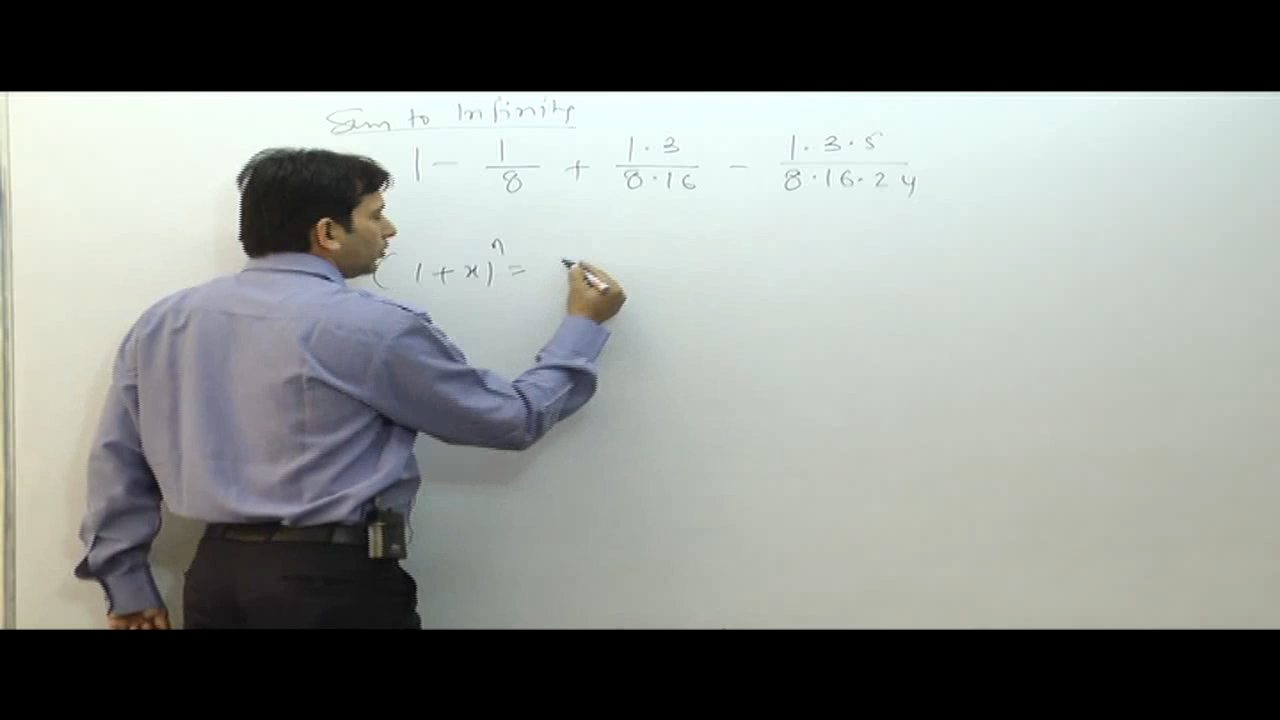 Sum to Infinity
1 - 1/8 + 1·3/8·16 - 1·3·5/8·16·24
(1+x)^n =